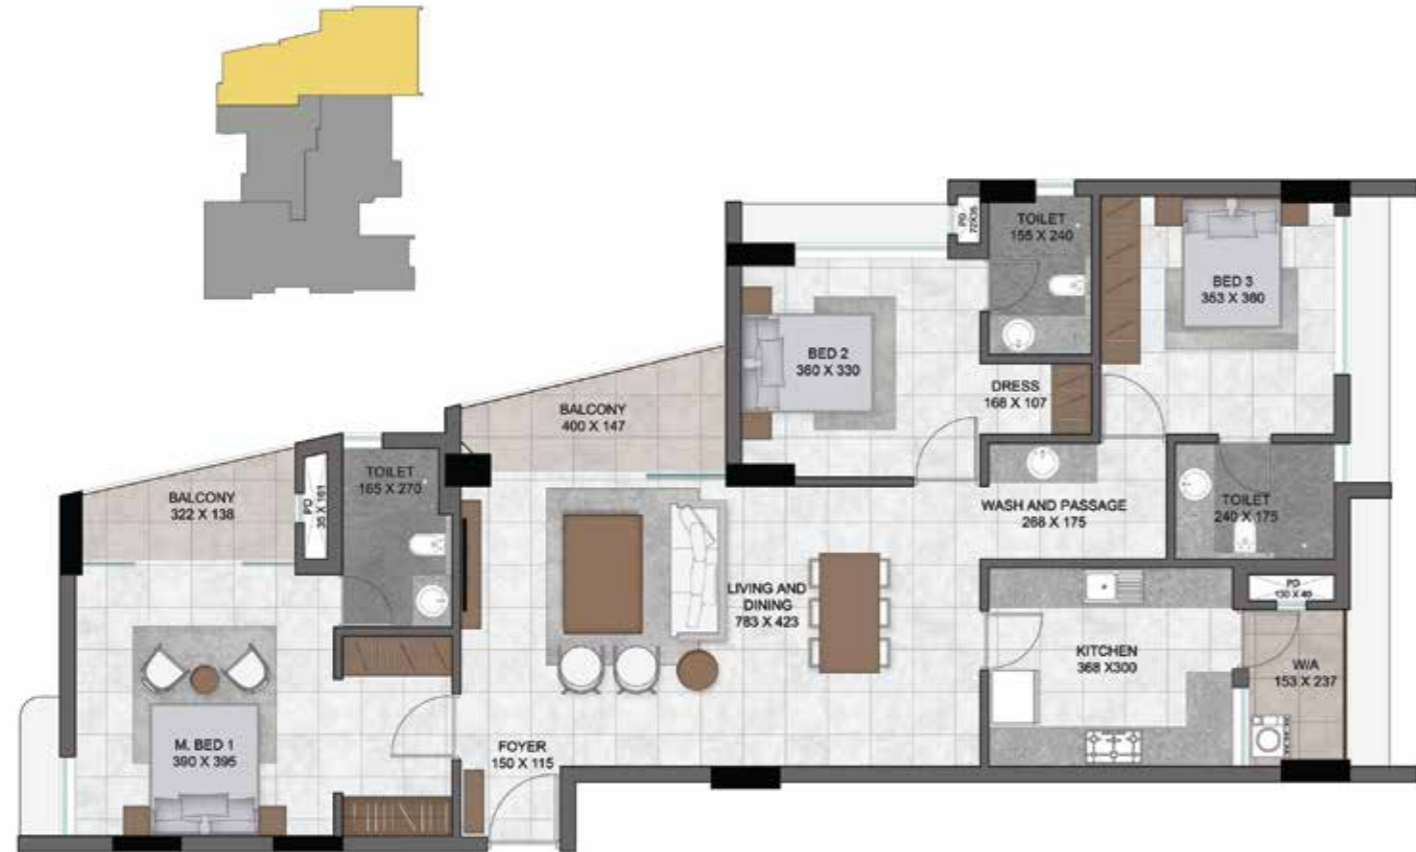 TOILET
155 X 240
PD
70X35
BED 3
353 X 360
BED 2
360 X 330
DRESS
168 X 107
BALCONY
400 X 147
TOILET
165 X 270
BALCONY
322 X 138
PD
35 X 161
WASH AND PASSAGE
268 X 175
TOILET
240 X 175
LIVING AND
DINING
783 X 423
PD
130 X 40
KITCHEN
368 X300
W/A
153 X 237
M. BED 1
390 X 395
FOYER
150 X 115